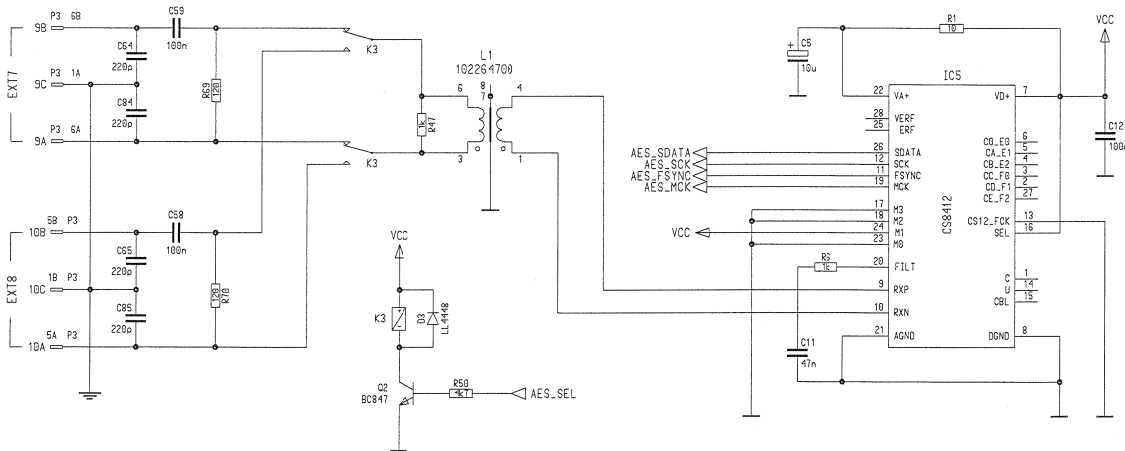 9B P3 6B
C59
100n
C64
220p
9C P3 1A
EXT7
R69
120
C84
220p
9A P3 6A
K3
K3
R47
1k
L1
102264700
8
7
6
4
3
1
10B 5B P3
C58
100n
C65
220p
10C 1B P3
EXT8
120
R70
C85
220p
10A 5A P3
VCC
K3
D3
LL4448
Q2
BC847
R50
4k7
AES_SEL
R1
10
VCC
+
C5
10u
C12
100n
IC5
CS8412
22 VA+
VD+ 7
28 VERF
25 ERF
AES_SDATA 26 SDATA
AES_SCK 12 SCK
AES_FSYNC 11 FSYNC
AES_MCK 19 MCK
C0_E0 6
CA_E1 5
CB_E2 4
CC_F0 3
CD_F1 2
CE_F2 27
17 M3
18 M2
VCC 24 M1
23 M0
CS12_FCK 13
SEL 16
R6
1k
20 FILT
9 RXP
10 RXN
C 1
U 14
CBL 15
21 AGND
DGND 8
C11
47n